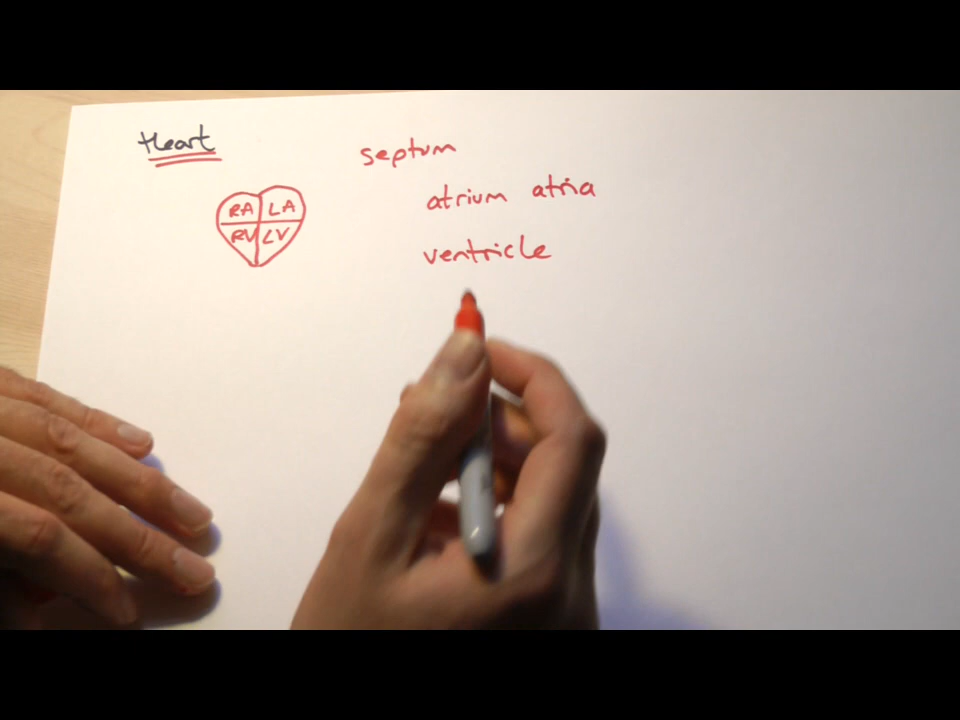 Heart
septum
atrium atria
RA LA
RV LV
ventricle